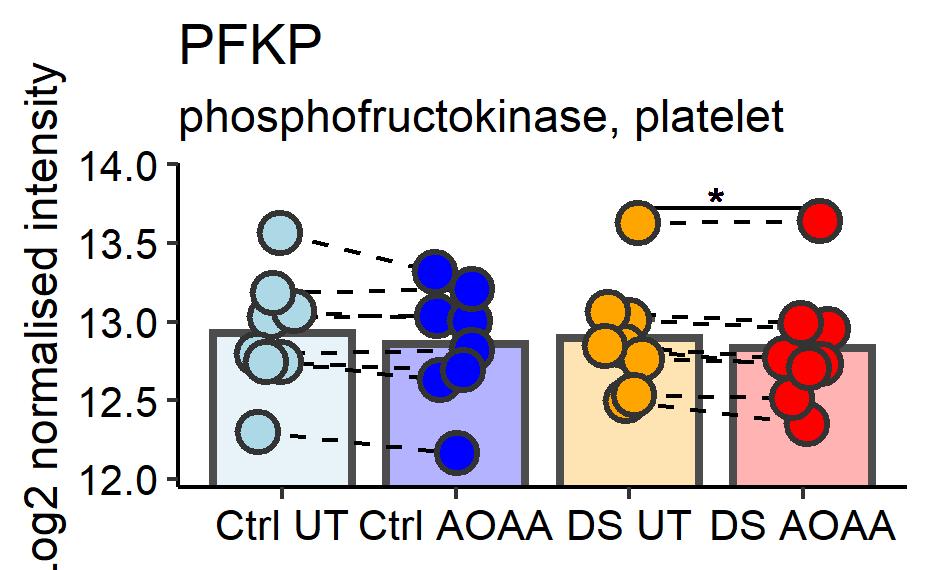 PFKP
phosphofructokinase, platelet
Log2 normalised intensity
14.0
13.5
13.0
12.5
12.0
*
Ctrl UT Ctrl AOAA DS UT DS AOAA